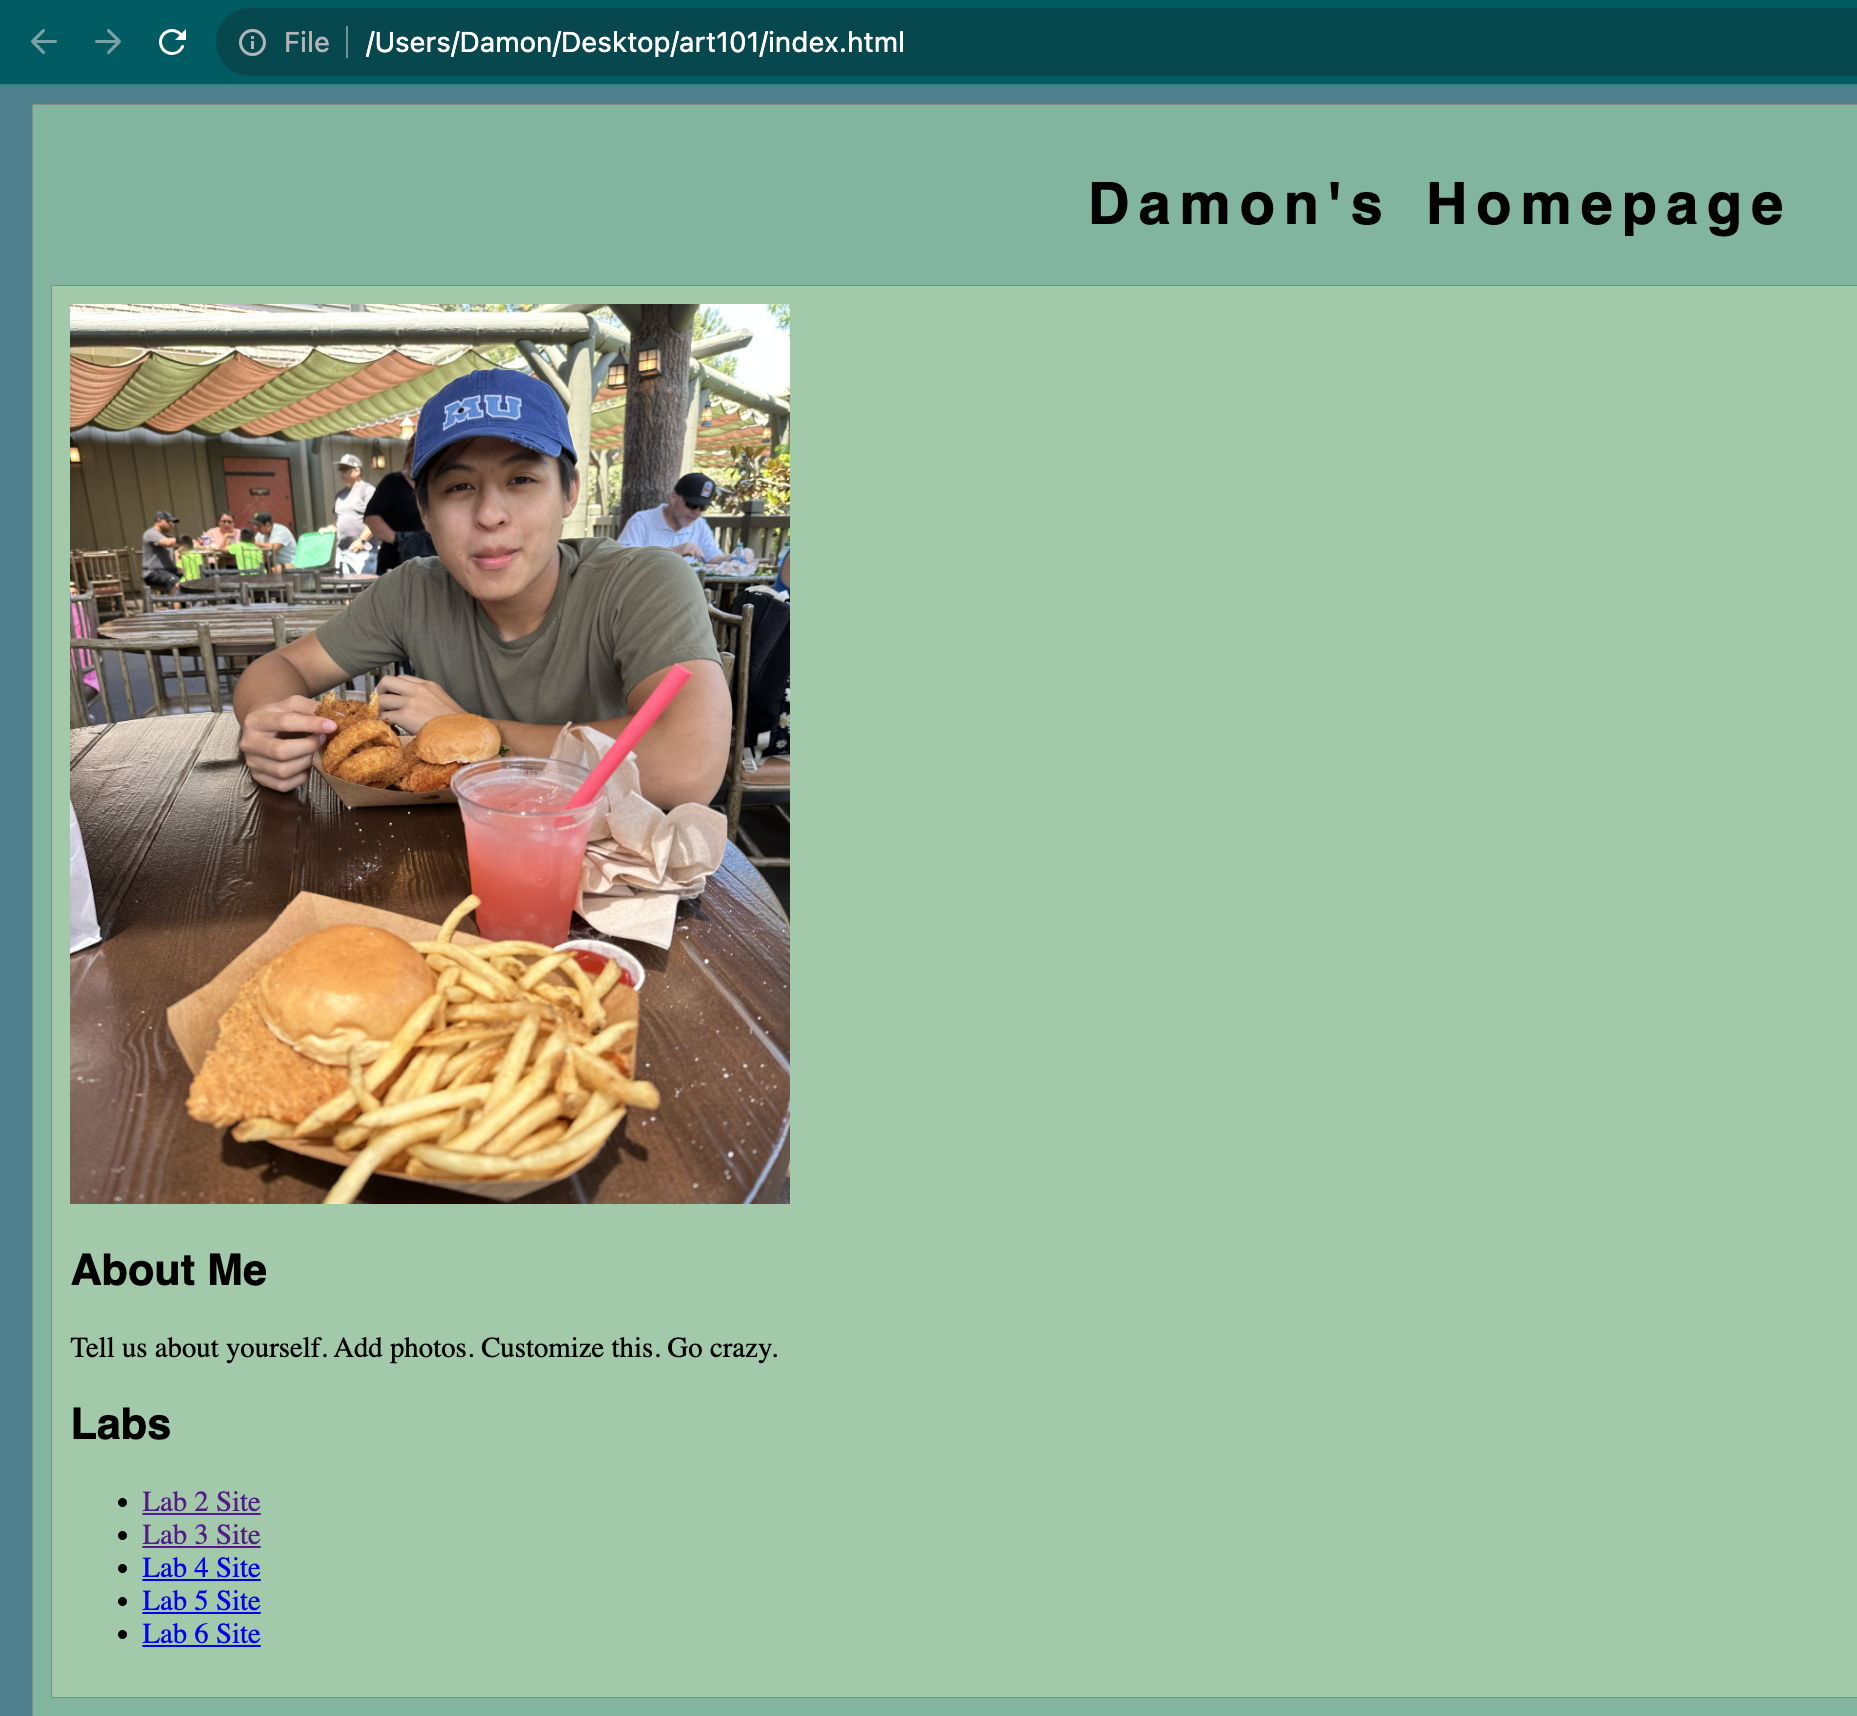 File /Users/Damon/Desktop/art101/index.html
Damon's Homepage
MU
About Me
Tell us about yourself. Add photos. Customize this. Go crazy.
Labs
Lab 2 Site
Lab 3 Site
Lab 4 Site
Lab 5 Site
Lab 6 Site